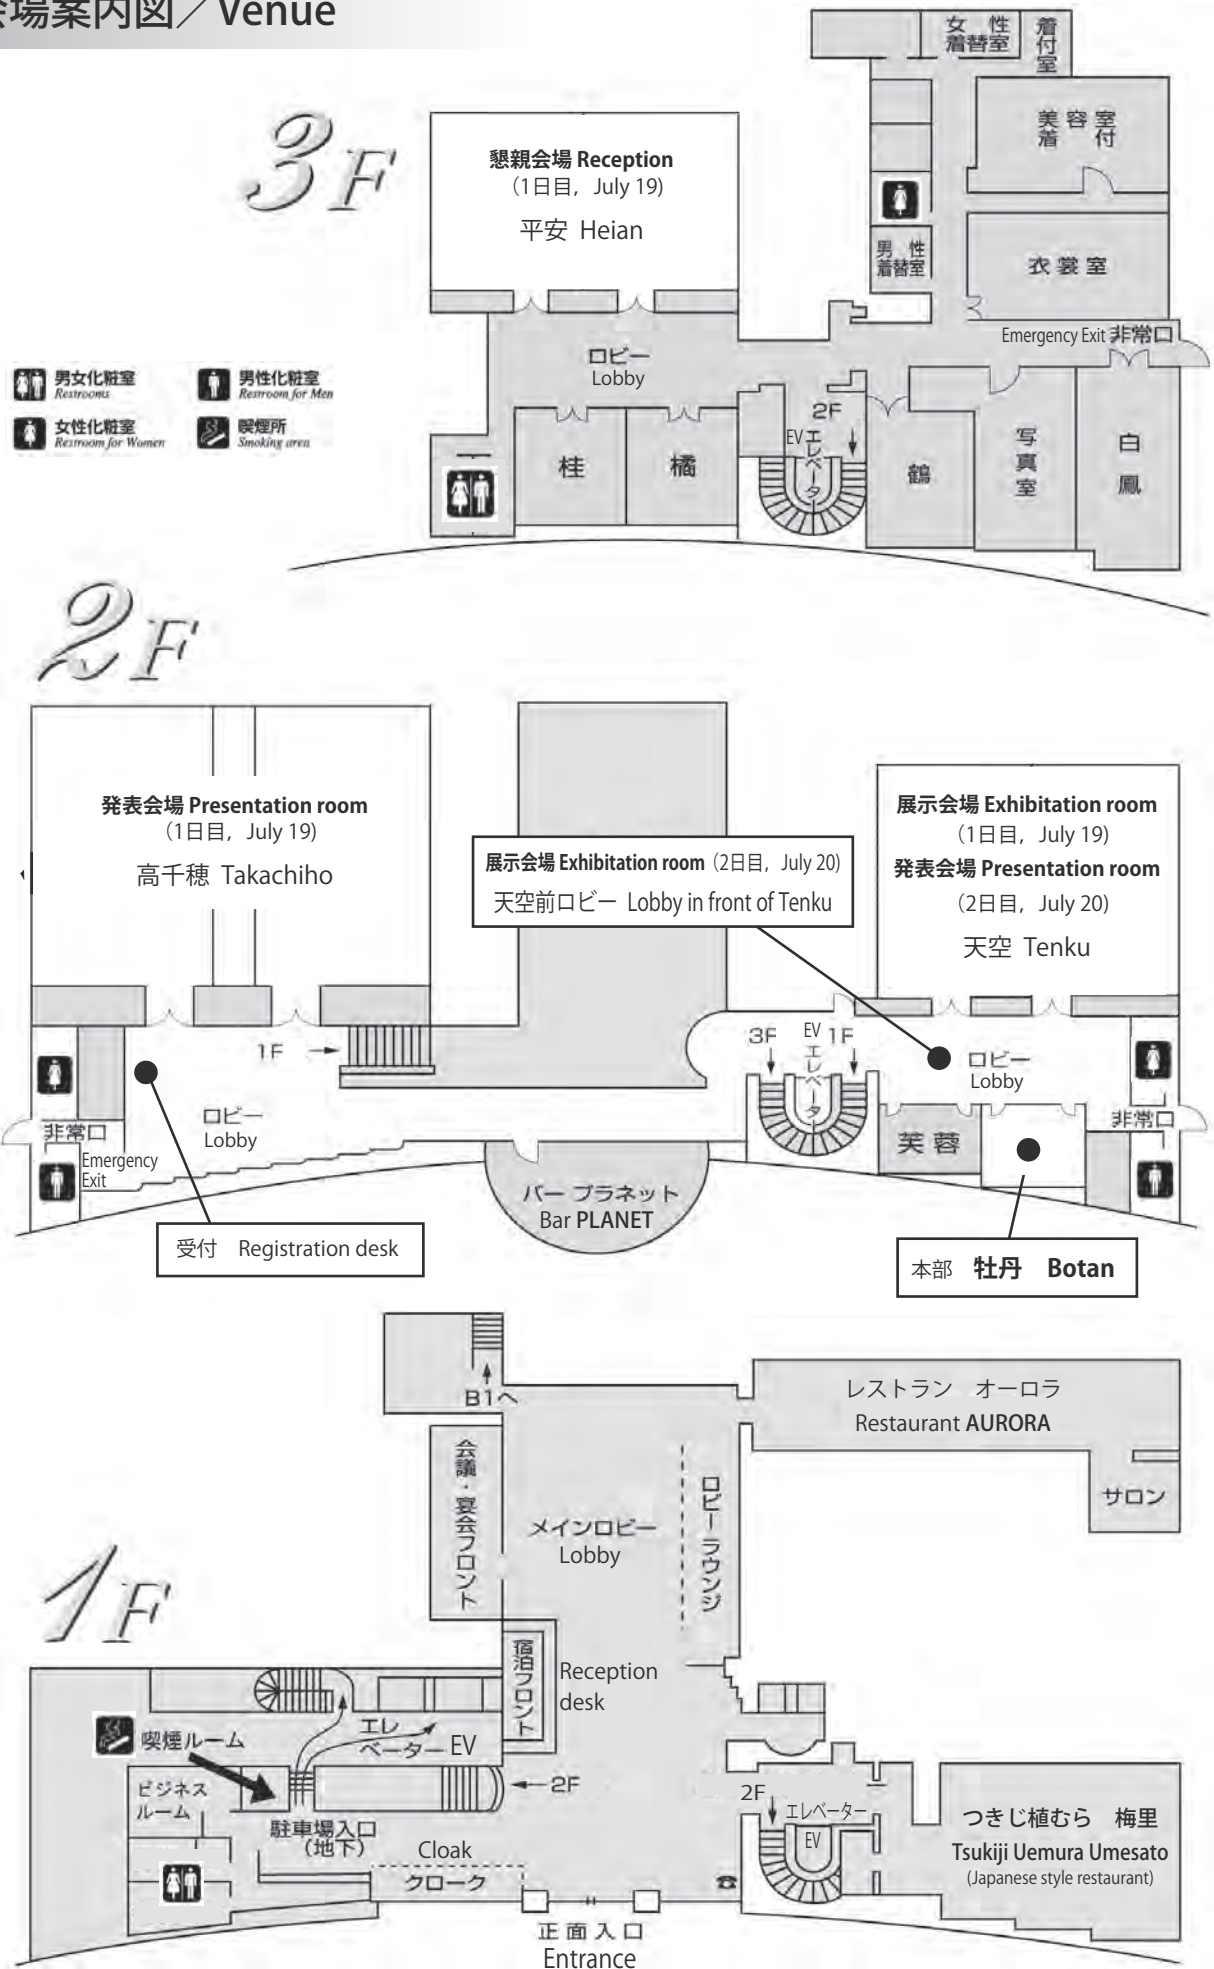 会場案内図／Venue
3F
女性
着替室
着付室
美容室
着付
懇親会場 Reception
（1日目，July 19）
平安 Heian
男性
着替室
衣裳室
Emergency Exit 非常口
ロビー
Lobby
男女化粧室
Restrooms
男性化粧室
Restroom for Men
女性化粧室
Restroom for Women
喫煙所
Smoking area
2F
EV
エレベーター
桂
橘
鶴
写真室
白鳳
2F
発表会場 Presentation room
（1日目，July 19）
高千穂 Takachiho
展示会場 Exhibitation room（2日目，July 20）
天空前ロビー Lobby in front of Tenku
展示会場 Exhibitation room
（1日目，July 19）
発表会場 Presentation room
（2日目，July 20）
天空 Tenku
1F
3F
EV
エレベータ
1F
ロビー
Lobby
ロビー
Lobby
非常口
Emergency
Exit
非常口
芙蓉
バー プラネット
Bar PLANET
受付 Registration desk
本部 牡丹 Botan
B1へ
レストラン オーロラ
Restaurant AURORA
サロン
会議・宴会フロント
メインロビー
Lobby
ロビーラウンジ
1F
宿泊フロント
Reception
desk
喫煙ルーム
エレ
ベーター EV
ビジネス
ルーム
2F
駐車場入口
（地下）
Cloak
クローク
2F
エレベーター
EV
つきじ植むら 梅里
Tsukiji Uemura Umesato
(Japanese style restaurant)
正面入口
Entrance